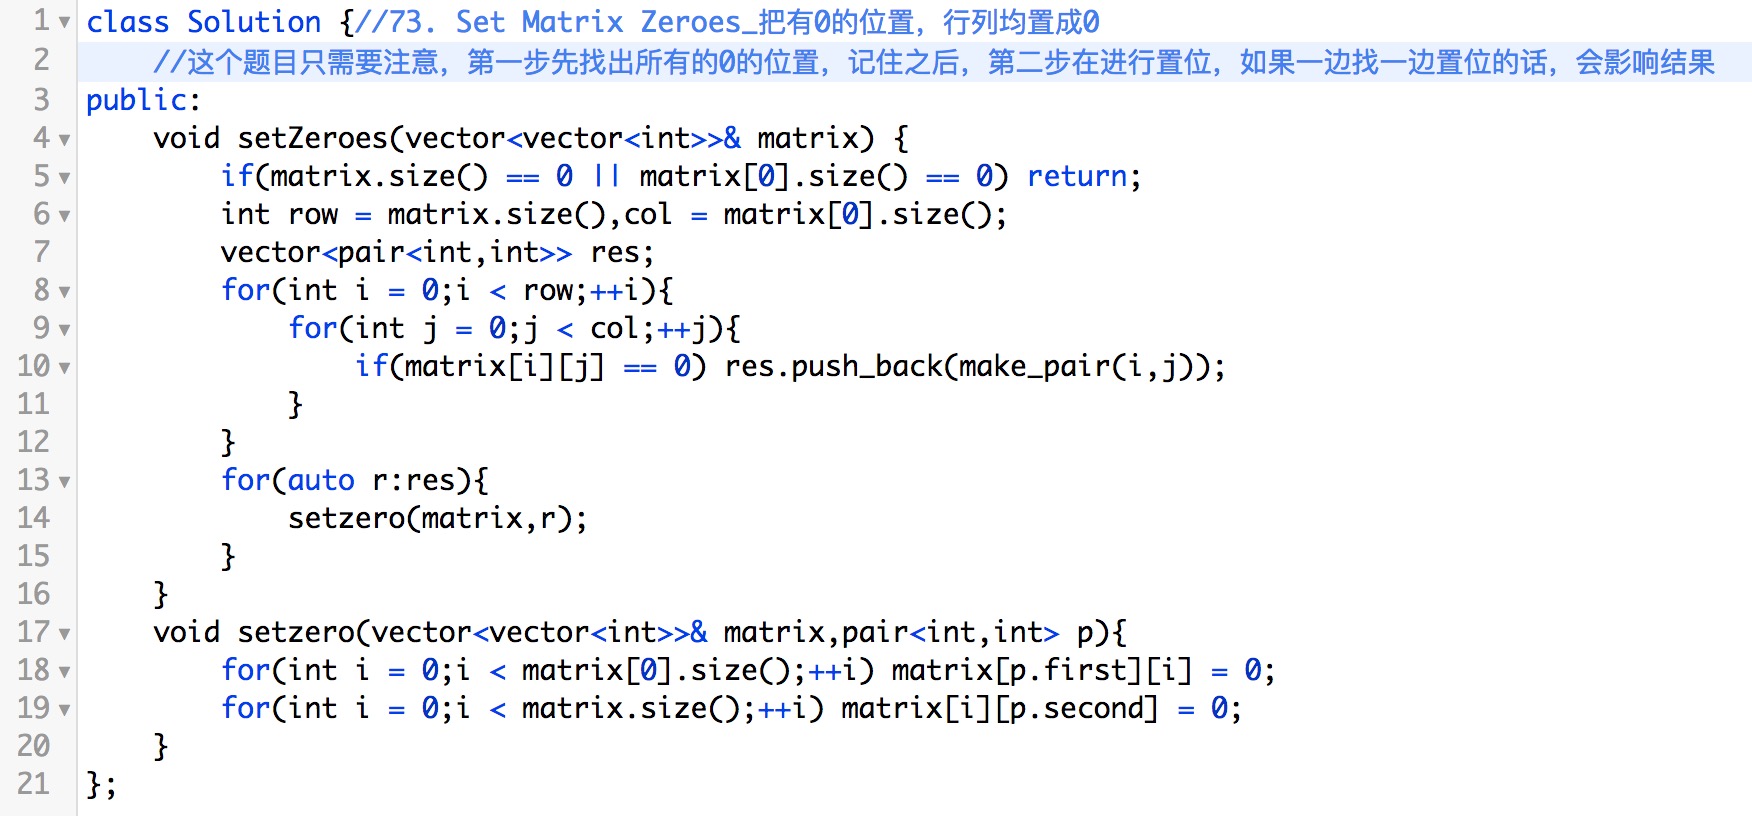 1 class Solution {//73. Set Matrix Zeroes_把有0的位置，行列均置成0
2     //这个题目只需要注意，第一步先找出所有的0的位置，记住之后，第二步在进行置位，如果一边找一边置位的话，会影响结果
3 public:
4     void setZeroes(vector<vector<int>>& matrix) {
5         if(matrix.size() == 0 || matrix[0].size() == 0) return;
6         int row = matrix.size(),col = matrix[0].size();
7         vector<pair<int,int>> res;
8         for(int i = 0;i < row;++i){
9             for(int j = 0;j < col;++j){
10                 if(matrix[i][j] == 0) res.push_back(make_pair(i,j));
11             }
12         }
13         for(auto r:res){
14             setzero(matrix,r);
15         }
16     }
17     void setzero(vector<vector<int>>& matrix,pair<int,int> p){
18         for(int i = 0;i < matrix[0].size();++i) matrix[p.first][i] = 0;
19         for(int i = 0;i < matrix.size();++i) matrix[i][p.second] = 0;
20     }
21 };